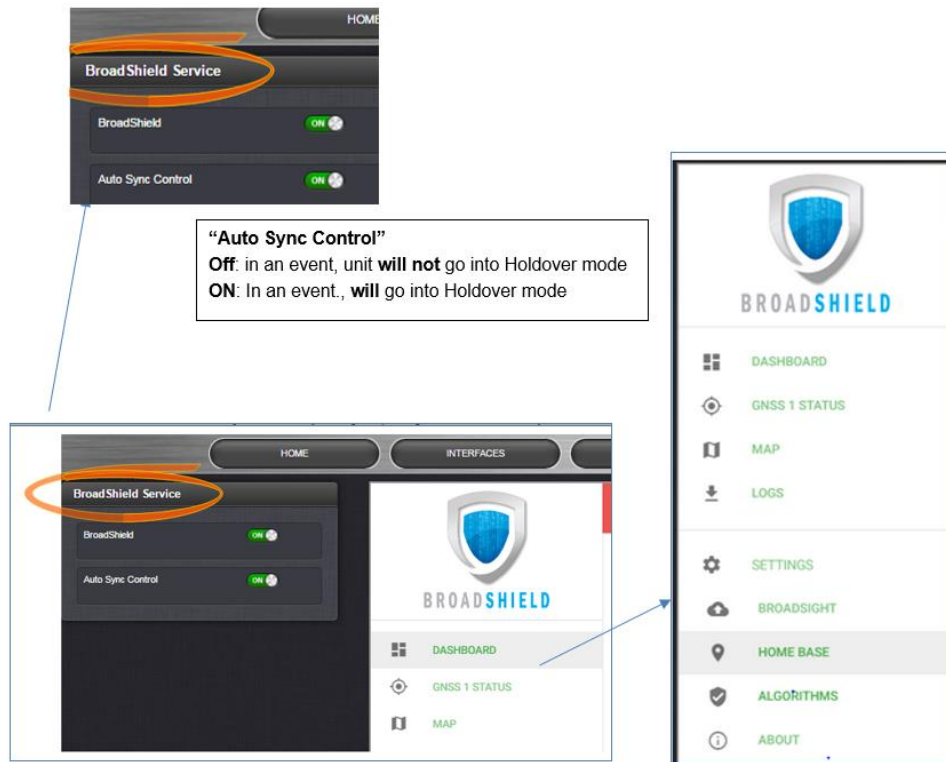 HOME
BroadShield Service
BroadShield
ON
Auto Sync Control
ON
“Auto Sync Control”
Off: in an event, unit will not go into Holdover mode
ON: In an event., will go into Holdover mode
HOME
INTERFACES
BroadShield Service
BroadShield
ON
Auto Sync Control
ON
BROADSHIELD
DASHBOARD
GNSS 1 STATUS
MAP
BROADSHIELD
DASHBOARD
GNSS 1 STATUS
MAP
LOGS
SETTINGS
BROADSIGHT
HOME BASE
ALGORITHMS
ABOUT